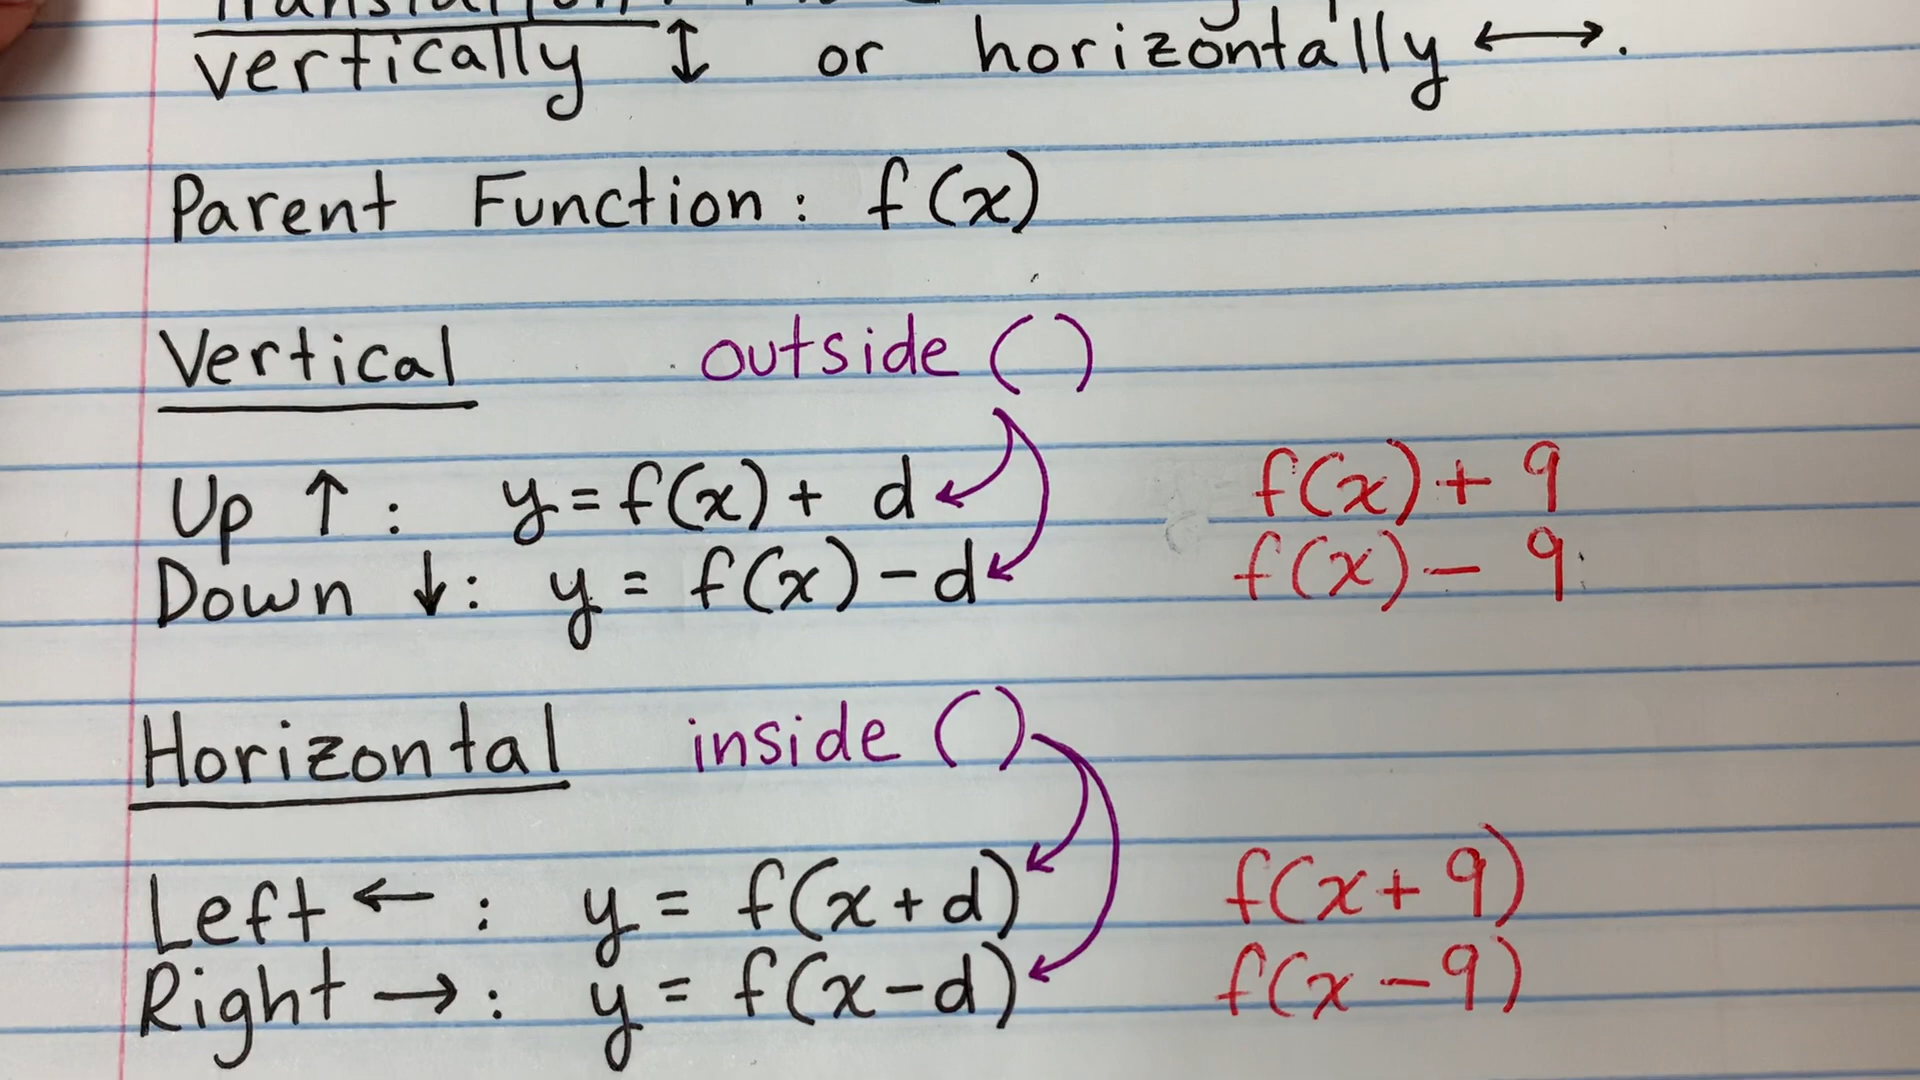 vertically ↕ or horizontally ↔.
Parent Function: f(x)
Vertical outside ( )
Up ↑ : y = f(x) + d f(x) + 9
Down ↓ : y = f(x) - d f(x) - 9
Horizontal inside ( )
Left ← : y = f(x+d) f(x+9)
Right → : y = f(x-d) f(x-9)